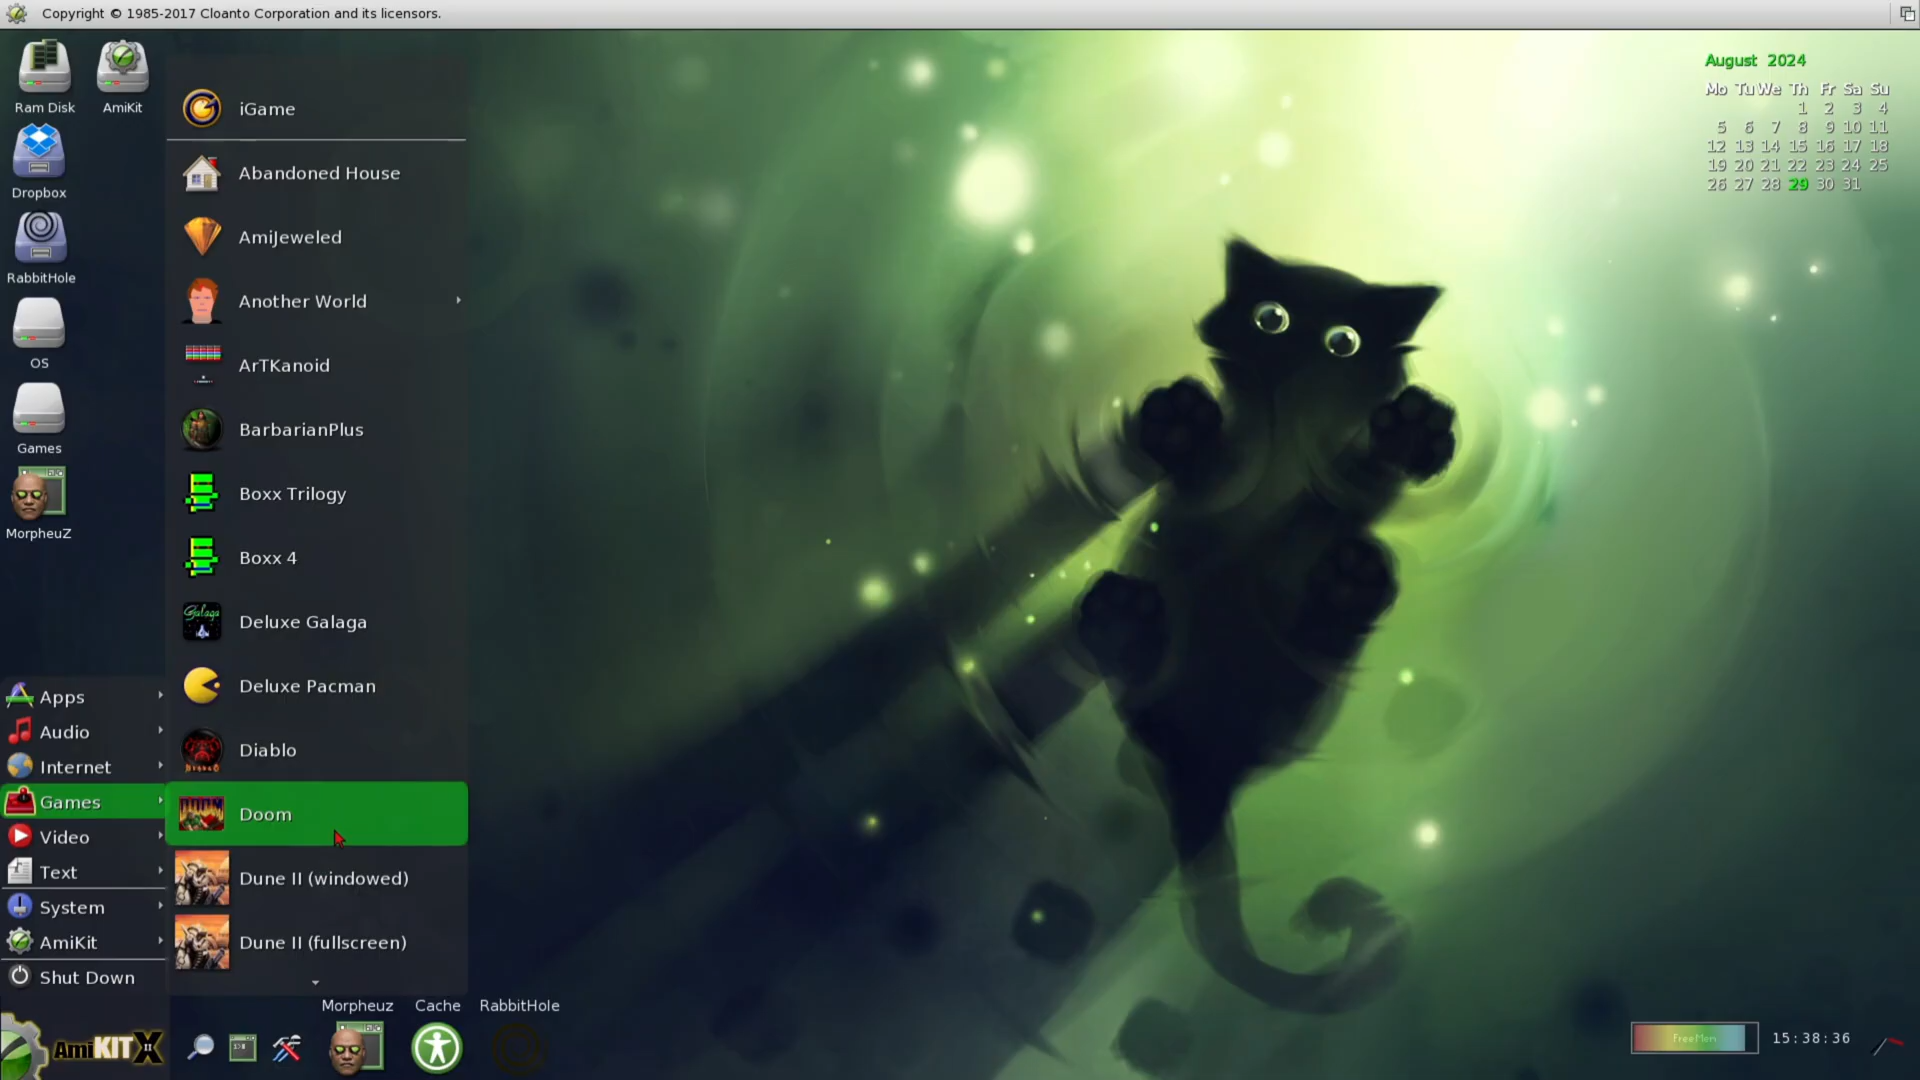 Copyright © 1985-2017 Cloanto Corporation and its licensors.
Ram Disk
AmiKit
Dropbox
RabbitHole
OS
Games
MorpheuZ
iGame
Abandoned House
AmiJeweled
Another World
ArTKanoid
BarbarianPlus
Boxx Trilogy
Boxx 4
Galaga
Deluxe Galaga
Deluxe Pacman
DIABLO
Diablo
DOOM
Doom
Dune II (windowed)
Dune II (fullscreen)
Apps
Audio
Internet
Games
Video
Text
System
AmiKit
Shut Down
August 2024
Mo Tu We Th Fr Sa Su
1 2 3 4
5 6 7 8 9 10 11
12 13 14 15 16 17 18
19 20 21 22 23 24 25
26 27 28 29 30 31
Morpheuz
Cache
RabbitHole
AmiKIT X
FreeMem
15:38:36